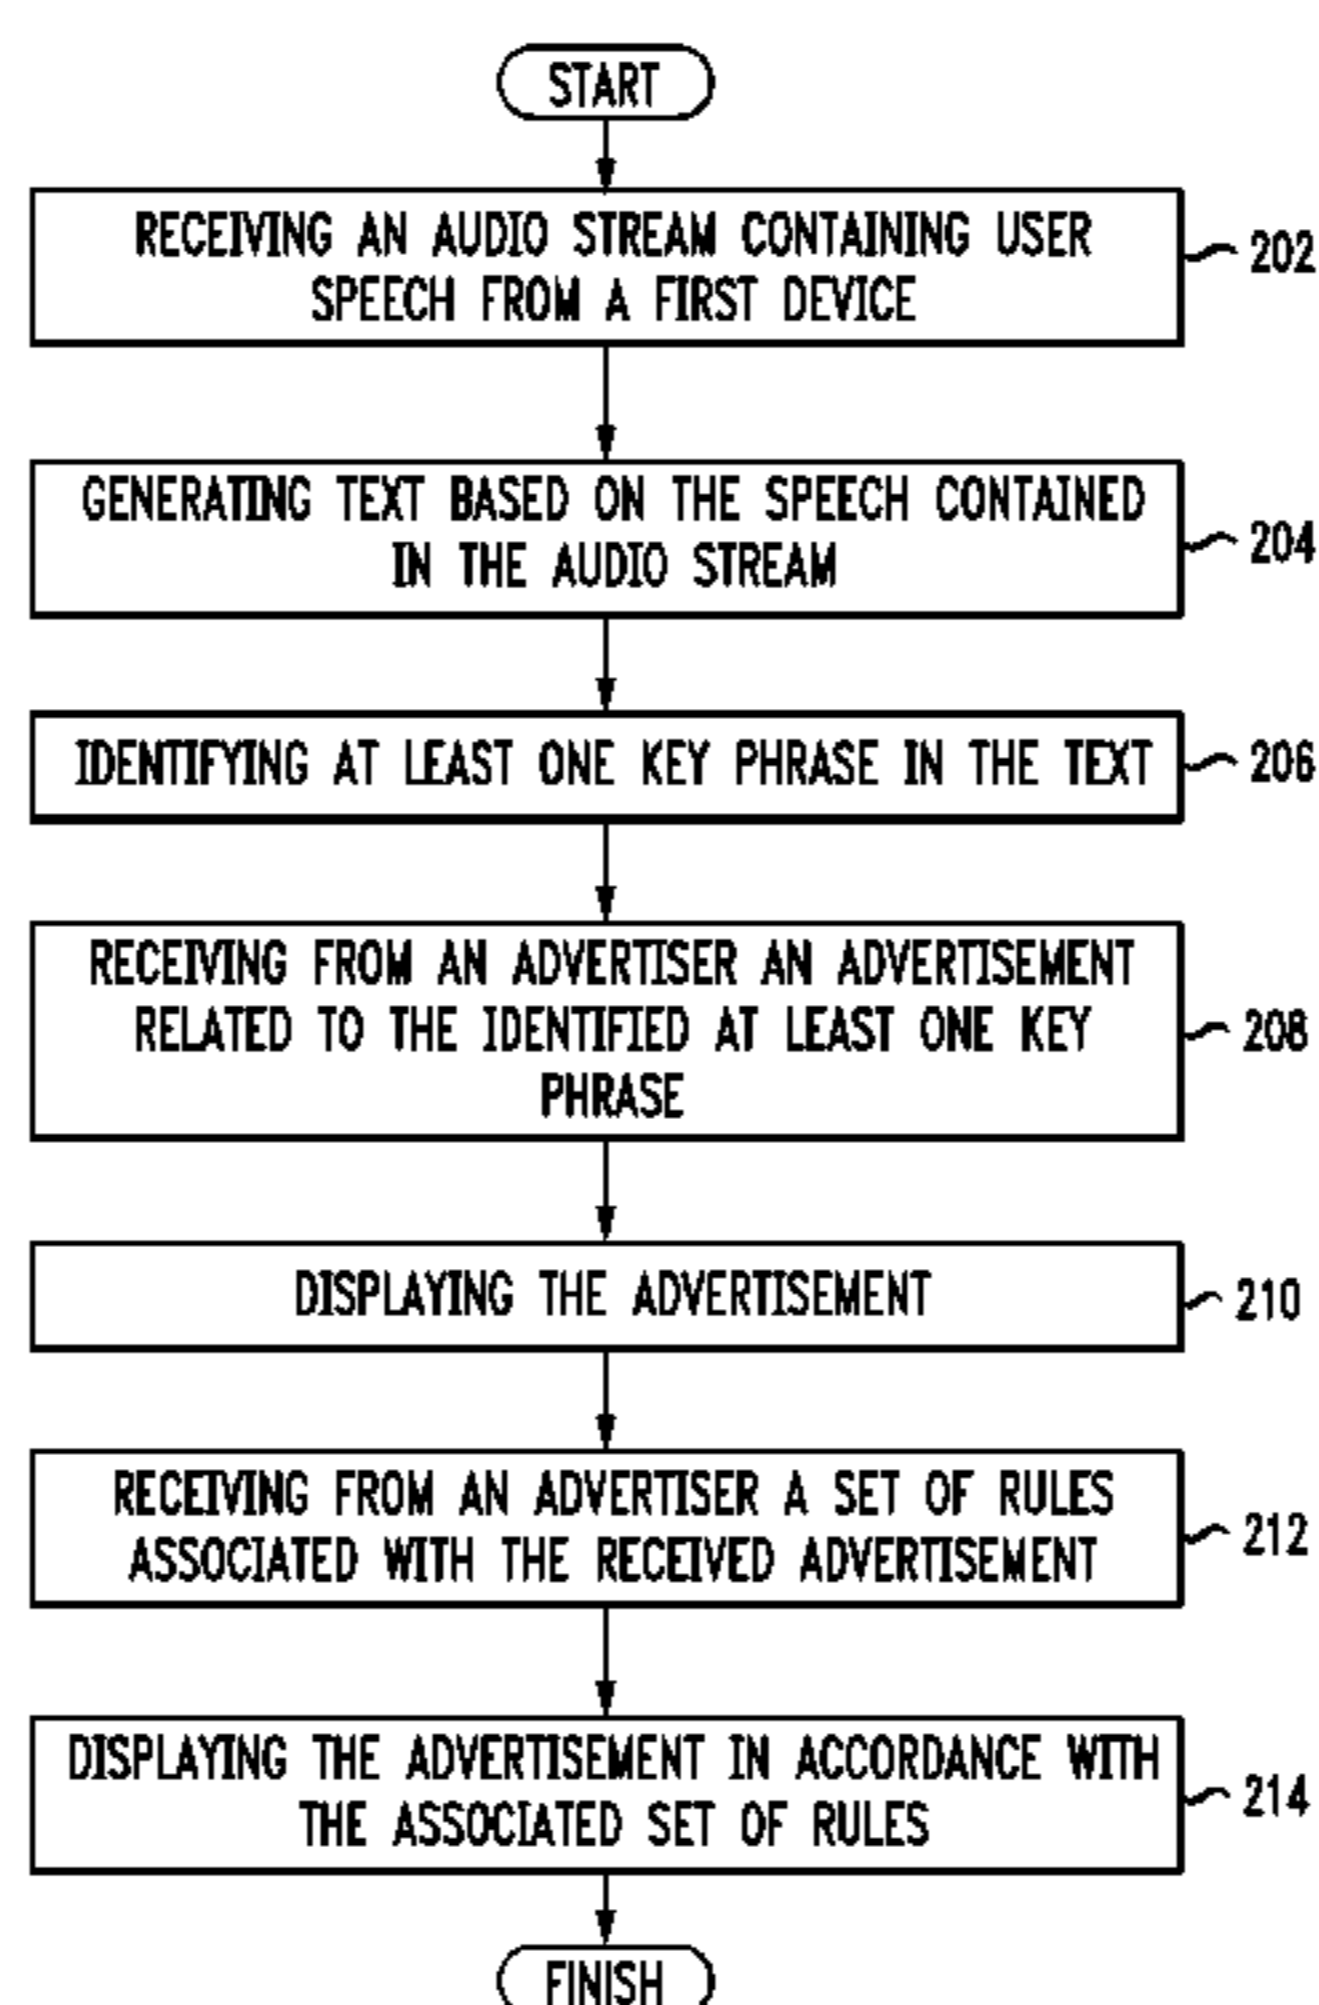 START
RECEIVING AN AUDIO STREAM CONTAINING USER
SPEECH FROM A FIRST DEVICE
202
GENERATING TEXT BASED ON THE SPEECH CONTAINED
IN THE AUDIO STREAM
204
IDENTIFYING AT LEAST ONE KEY PHRASE IN THE TEXT
206
RECEIVING FROM AN ADVERTISER AN ADVERTISEMENT
RELATED TO THE IDENTIFIED AT LEAST ONE KEY
PHRASE
208
DISPLAYING THE ADVERTISEMENT
210
RECEIVING FROM AN ADVERTISER A SET OF RULES
ASSOCIATED WITH THE RECEIVED ADVERTISEMENT
212
DISPLAYING THE ADVERTISEMENT IN ACCORDANCE WITH
THE ASSOCIATED SET OF RULES
214
FINISH